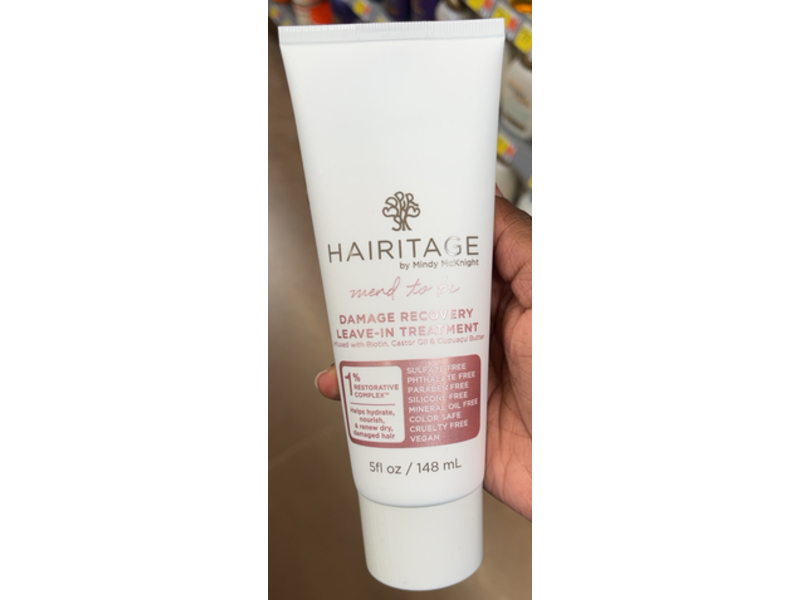 HAIRITAGE
by Mindy McKnight
mend to be
DAMAGE RECOVERY
LEAVE-IN TREATMENT
Infused with Biotin, Castor Oil & Cupuaçu Butter
1%
RESTORATIVE
COMPLEX™
Helps hydrate,
nourish,
& renew dry,
damaged hair
SULFATE FREE
PHTHALATE FREE
PARABEN FREE
SILICONE FREE
MINERAL OIL FREE
COLOR SAFE
CRUELTY FREE
VEGAN
5fl oz / 148 mL